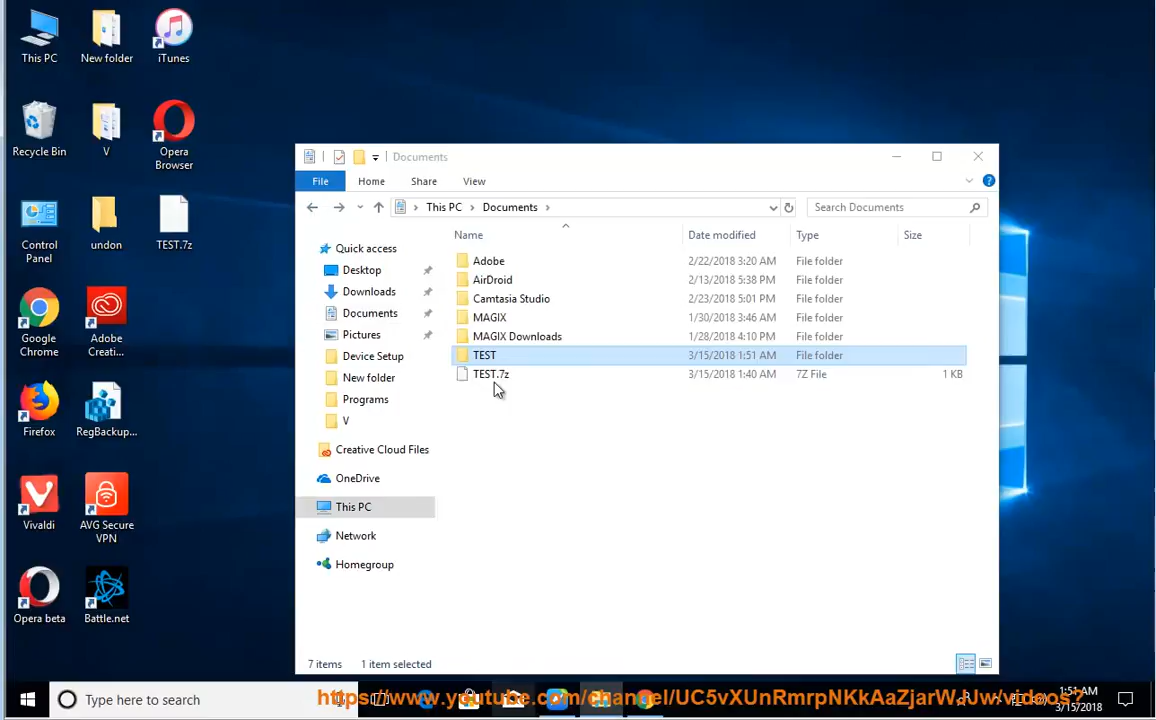 This PC
New folder
iTunes
Recycle Bin
V
Opera
Browser
Control
Panel
undon
TEST.7z
Google
Chrome
Adobe
Creati...
Firefox
RegBackup...
Vivaldi
AVG Secure
VPN
Opera beta
Battle.net
Documents
File
Home
Share
View
This PC
Documents
Search Documents
Quick access
Desktop
Downloads
Documents
Pictures
Device Setup
New folder
Programs
V
Creative Cloud Files
OneDrive
This PC
Network
Homegroup
Name Date modified Type Size
Adobe 2/22/2018 3:20 AM File folder
AirDroid 2/13/2018 5:38 PM File folder
Camtasia Studio 2/23/2018 5:01 PM File folder
MAGIX 1/30/2018 3:46 AM File folder
MAGIX Downloads 1/28/2018 4:10 PM File folder
TEST 3/15/2018 1:51 AM File folder
TEST.7z 3/15/2018 1:40 AM 7Z File 1 KB
7 items 1 item selected
Type here to search
1:51 AM
3/15/2018